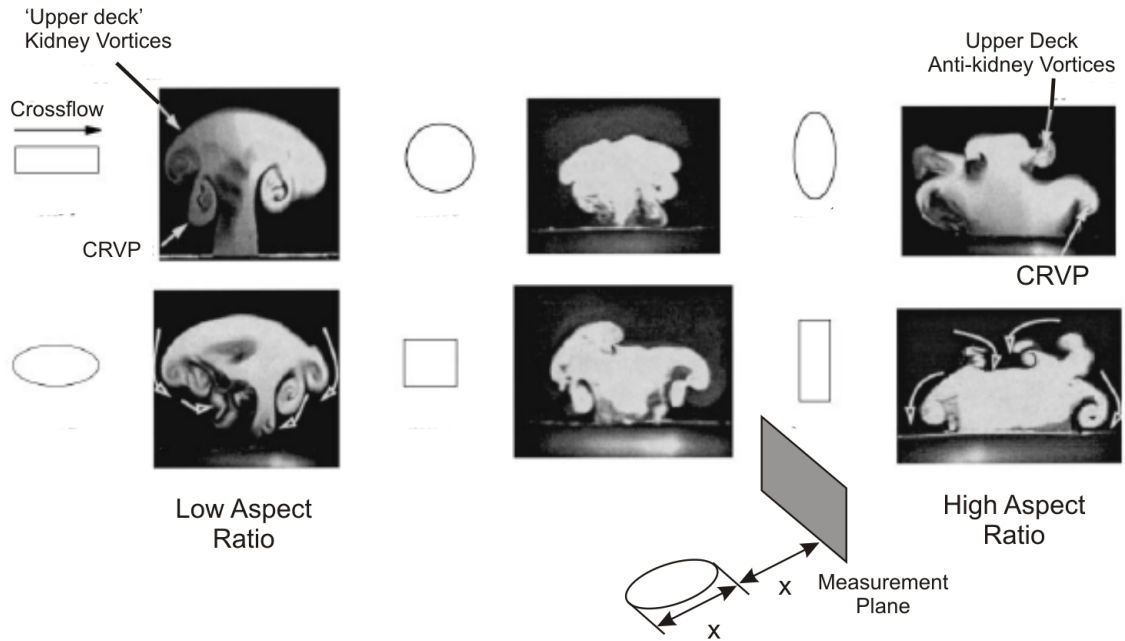 'Upper deck'
Kidney Vortices
Upper Deck
Anti-kidney Vortices
Crossflow
CRVP
CRVP
Low Aspect
Ratio
High Aspect
Ratio
x
Measurement
Plane
x